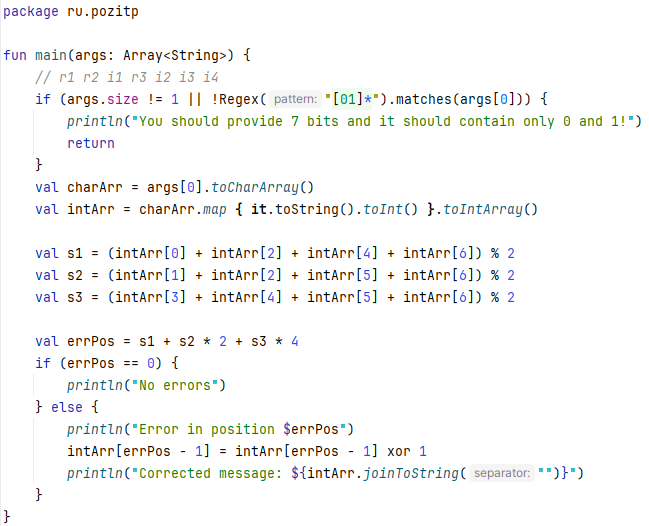 package ru.pozitp
fun main(args: Array<String>) {
// r1 r2 i1 r3 i2 i3 i4
if (args.size != 1 || !Regex( pattern: "[01]*").matches(args[0])) {
println("You should provide 7 bits and it should contain only 0 and 1!")
return
}
val charArr = args[0].toCharArray()
val intArr = charArr.map { it.toString().toInt() }.toIntArray()
val s1 = (intArr[0] + intArr[2] + intArr[4] + intArr[6]) % 2
val s2 = (intArr[1] + intArr[2] + intArr[5] + intArr[6]) % 2
val s3 = (intArr[3] + intArr[4] + intArr[5] + intArr[6]) % 2
val errPos = s1 + s2 * 2 + s3 * 4
if (errPos == 0) {
println("No errors")
} else {
println("Error in position $errPos")
intArr[errPos - 1] = intArr[errPos - 1] xor 1
println("Corrected message: ${intArr.joinToString( separator: "")}")
}
}